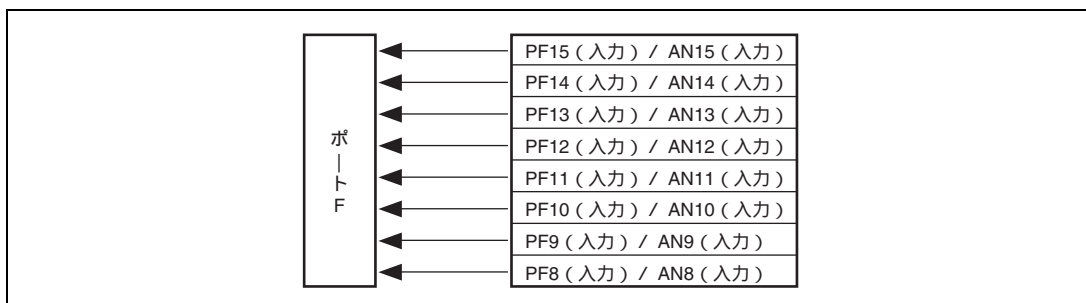 ポートF
PF15（入力）/ AN15（入力）
PF14（入力）/ AN14（入力）
PF13（入力）/ AN13（入力）
PF12（入力）/ AN12（入力）
PF11（入力）/ AN11（入力）
PF10（入力）/ AN10（入力）
PF9（入力）/ AN9（入力）
PF8（入力）/ AN8（入力）